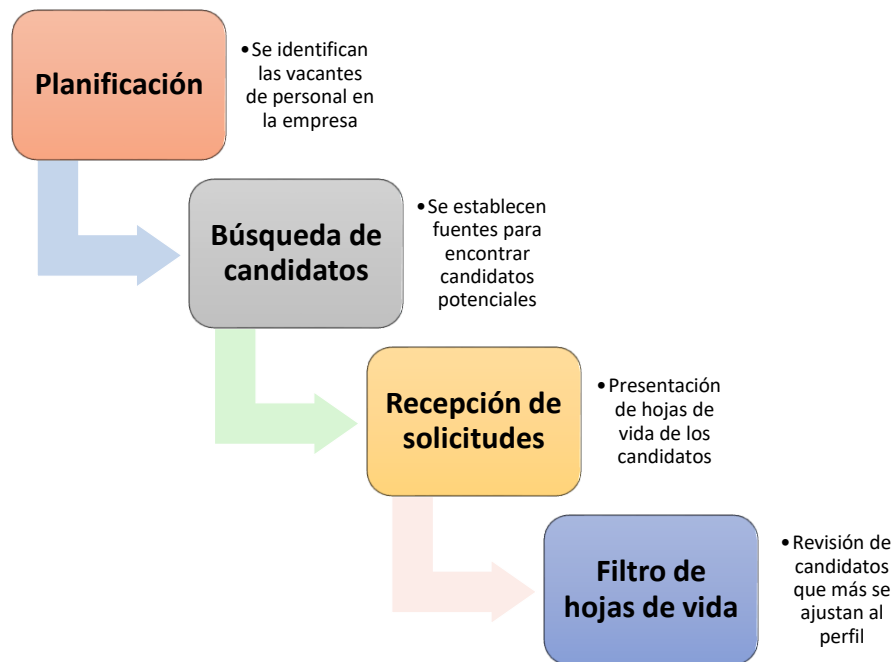 Planificación
•Se identifican
las vacantes
de personal en
la empresa
Búsqueda de
candidatos
•Se establecen
fuentes para
encontrar
candidatos
potenciales
Recepción de
solicitudes
•Presentación
de hojas de
vida de los
candidatos
Filtro de
hojas de vida
•Revisión de
candidatos
que más se
ajustan al
perfil